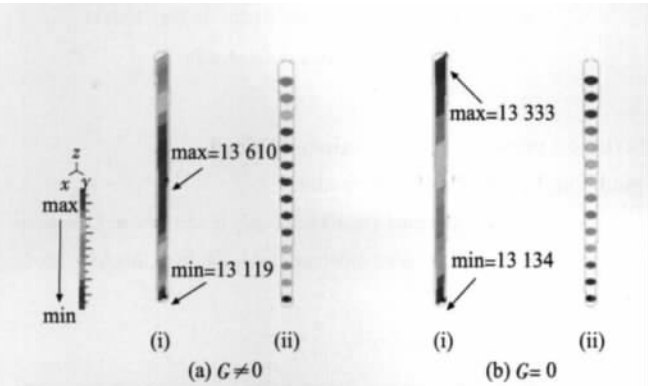 max=13 333
max=13 610
z
x y
max
min=13 134
min=13 119
min
(i) (ii) (i) (ii)
(a) G≠0 (b) G=0